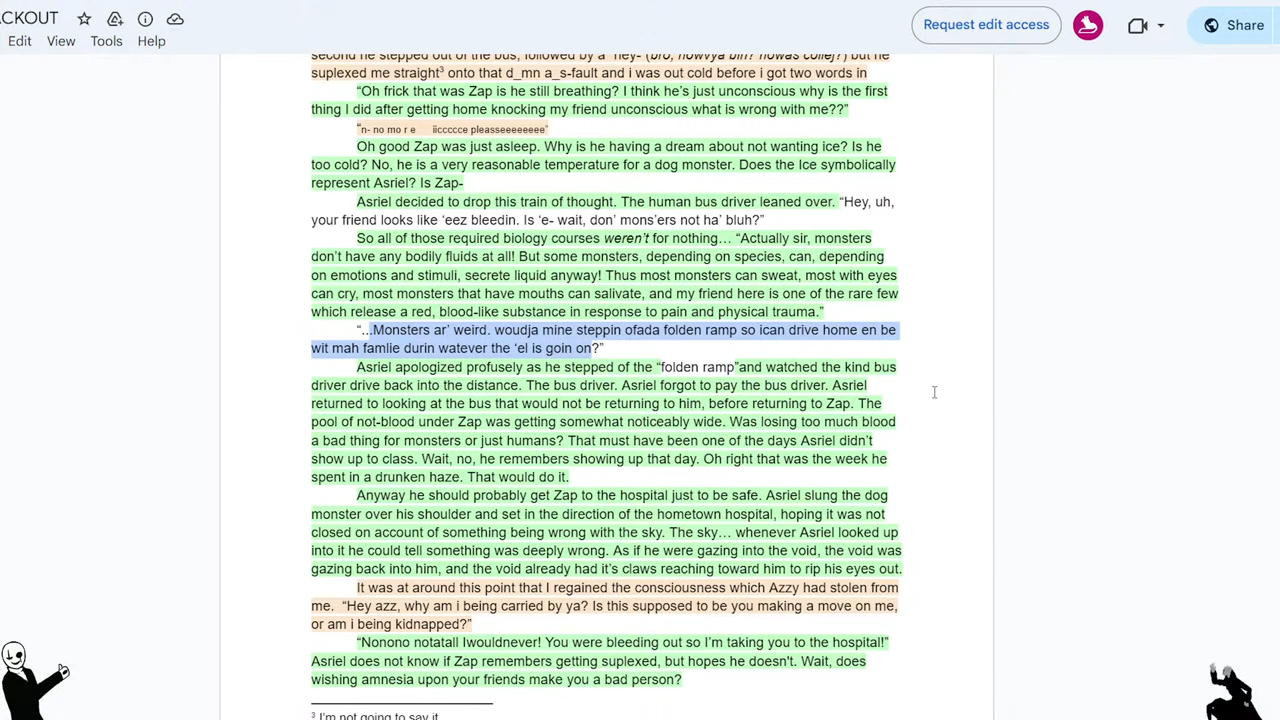 ACKOUT
Request edit access
Share
Edit View Tools Help
second he stepped out of the bus, followed by a “hey- (bro, howvya bin? howas collej?) but he
suplexed me straight³ onto that d_mn a_s-fault and i was out cold before i got two words in
“Oh frick that was Zap is he still breathing? I think he’s just unconscious why is the first
thing I did after getting home knocking my friend unconscious what is wrong with me??”
“n- no mo r e iiccccce pleasseeeeeeee”
Oh good Zap was just asleep. Why is he having a dream about not wanting ice? Is he
too cold? No, he is a very reasonable temperature for a dog monster. Does the Ice symbolically
represent Asriel? Is Zap-
Asriel decided to drop this train of thought. The human bus driver leaned over. “Hey, uh,
your friend looks like ‘eez bleedin. Is ‘e- wait, don’ mons’ers not ha’ bluh?”
So all of those required biology courses weren’t for nothing… “Actually sir, monsters
don’t have any bodily fluids at all! But some monsters, depending on species, can, depending
on emotions and stimuli, secrete liquid anyway! Thus most monsters can sweat, most with eyes
can cry, most monsters that have mouths can salivate, and my friend here is one of the rare few
which release a red, blood-like substance in response to pain and physical trauma.”
“...Monsters ar’ weird. woudja mine steppin ofada folden ramp so ican drive home en be
wit mah famlie durin watever the ‘el is goin on?”
Asriel apologized profusely as he stepped of the “folden ramp”and watched the kind bus
driver drive back into the distance. The bus driver. Asriel forgot to pay the bus driver. Asriel
returned to looking at the bus that would not be returning to him, before returning to Zap. The
pool of not-blood under Zap was getting somewhat noticeably wide. Was losing too much blood
a bad thing for monsters or just humans? That must have been one of the days Asriel didn’t
show up to class. Wait, no, he remembers showing up that day. Oh right that was the week he
spent in a drunken haze. That would do it.
Anyway he should probably get Zap to the hospital just to be safe. Asriel slung the dog
monster over his shoulder and set in the direction of the hometown hospital, hoping it was not
closed on account of something being wrong with the sky. The sky… whenever Asriel looked up
into it he could tell something was deeply wrong. As if he were gazing into the void, the void was
gazing back into him, and the void already had it’s claws reaching toward him to rip his eyes out.
It was at around this point that I regained the consciousness which Azzy had stolen from
me. “Hey azz, why am i being carried by ya? Is this supposed to be you making a move on me,
or am i being kidnapped?”
“Nonono notatall Iwouldnever! You were bleeding out so I’m taking you to the hospital!”
Asriel does not know if Zap remembers getting suplexed, but hopes he doesn't. Wait, does
wishing amnesia upon your friends make you a bad person?
³ I’m not going to say it